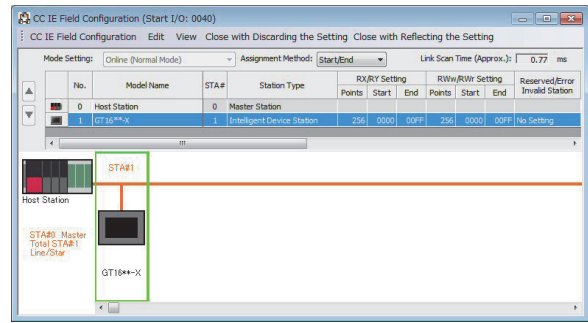 CC IE Field Configuration (Start I/O: 0040)
CC IE Field Configuration Edit View Close with Discarding the Setting Close with Reflecting the Setting
Mode Setting: Online (Normal Mode) Assignment Method: Start/End Link Scan Time (Approx.): 0.77 ms
No. Model Name STA# Station Type RX/RY Setting RWw/RWr Setting Reserved/Error Invalid Station
Points Start End Points Start End
0 Host Station 0 Master Station
1 GT16**-X 1 Intelligent Device Station 256 0000 00FF 256 0000 00FF No Setting
STA#1
Host Station
STA#0 Master
Total STA#1
Line/Star
GT16**-X